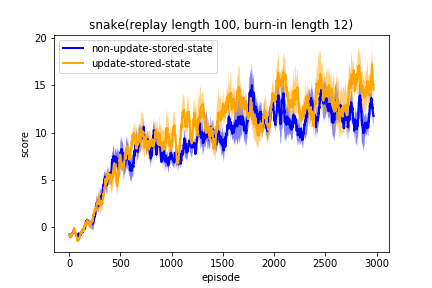 snake(replay length 100, burn-in length 12)
non-update-stored-state
update-stored-state
20
15
10
5
0
score
0 500 1000 1500 2000 2500 3000
episode